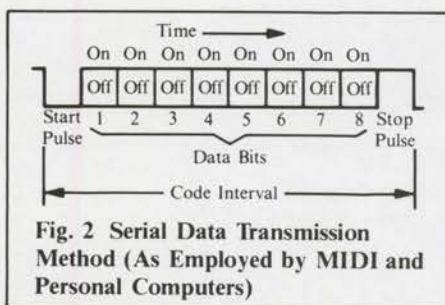 Time
On On On On On On On On
Off Off Off Off Off Off Off Off
Start 1 2 3 4 5 6 7 8 Stop
Pulse Pulse
Data Bits
Code Interval
Fig. 2 Serial Data Transmission
Method (As Employed by MIDI and
Personal Computers)